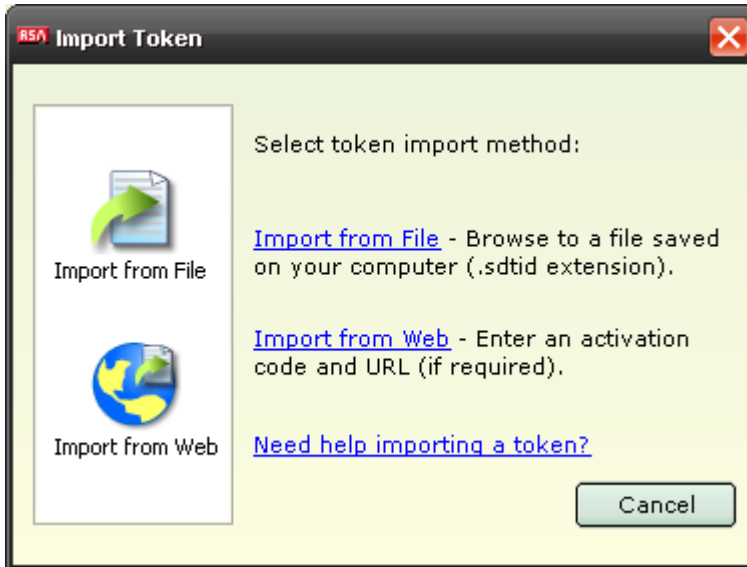 RSA Import Token
Select token import method:
Import from File
Import from File - Browse to a file saved
on your computer (.sdtid extension).
Import from Web
Import from Web - Enter an activation
code and URL (if required).
Need help importing a token?
Cancel